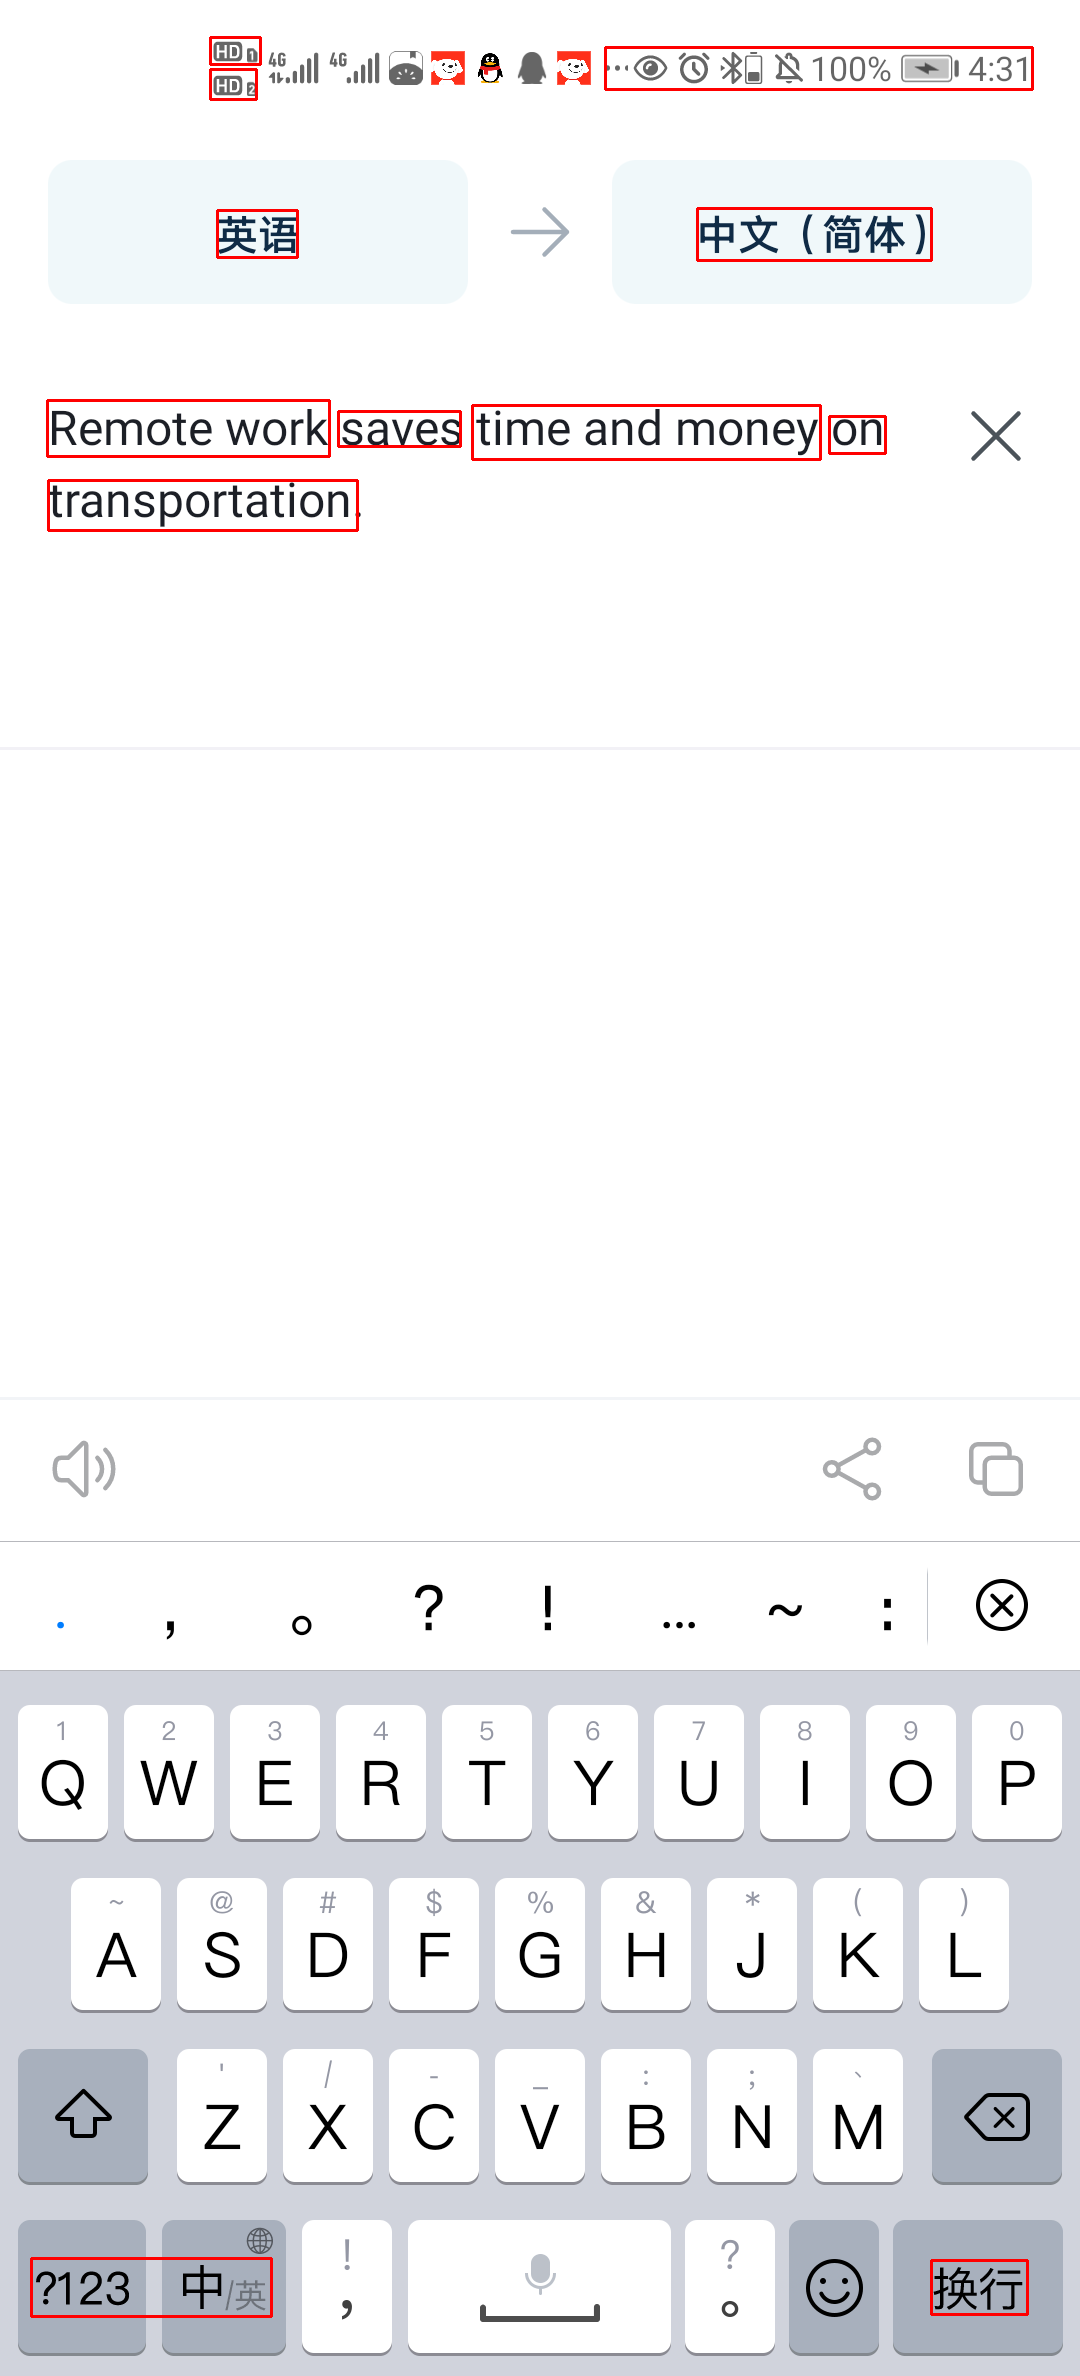 HD 1 4G 4G 100% 4:31
HD 2
英语 中文（简体）
Remote work saves time and money on
transportation.
. , 。 ? ! ... ~ :
1 2 3 4 5 6 7 8 9 0
Q W E R T Y U I O P
~ @ # $ % & * ( )
A S D F G H J K L
' / - _ : ; `
Z X C V B N M
! ?
?123 中/英 , 。 换行